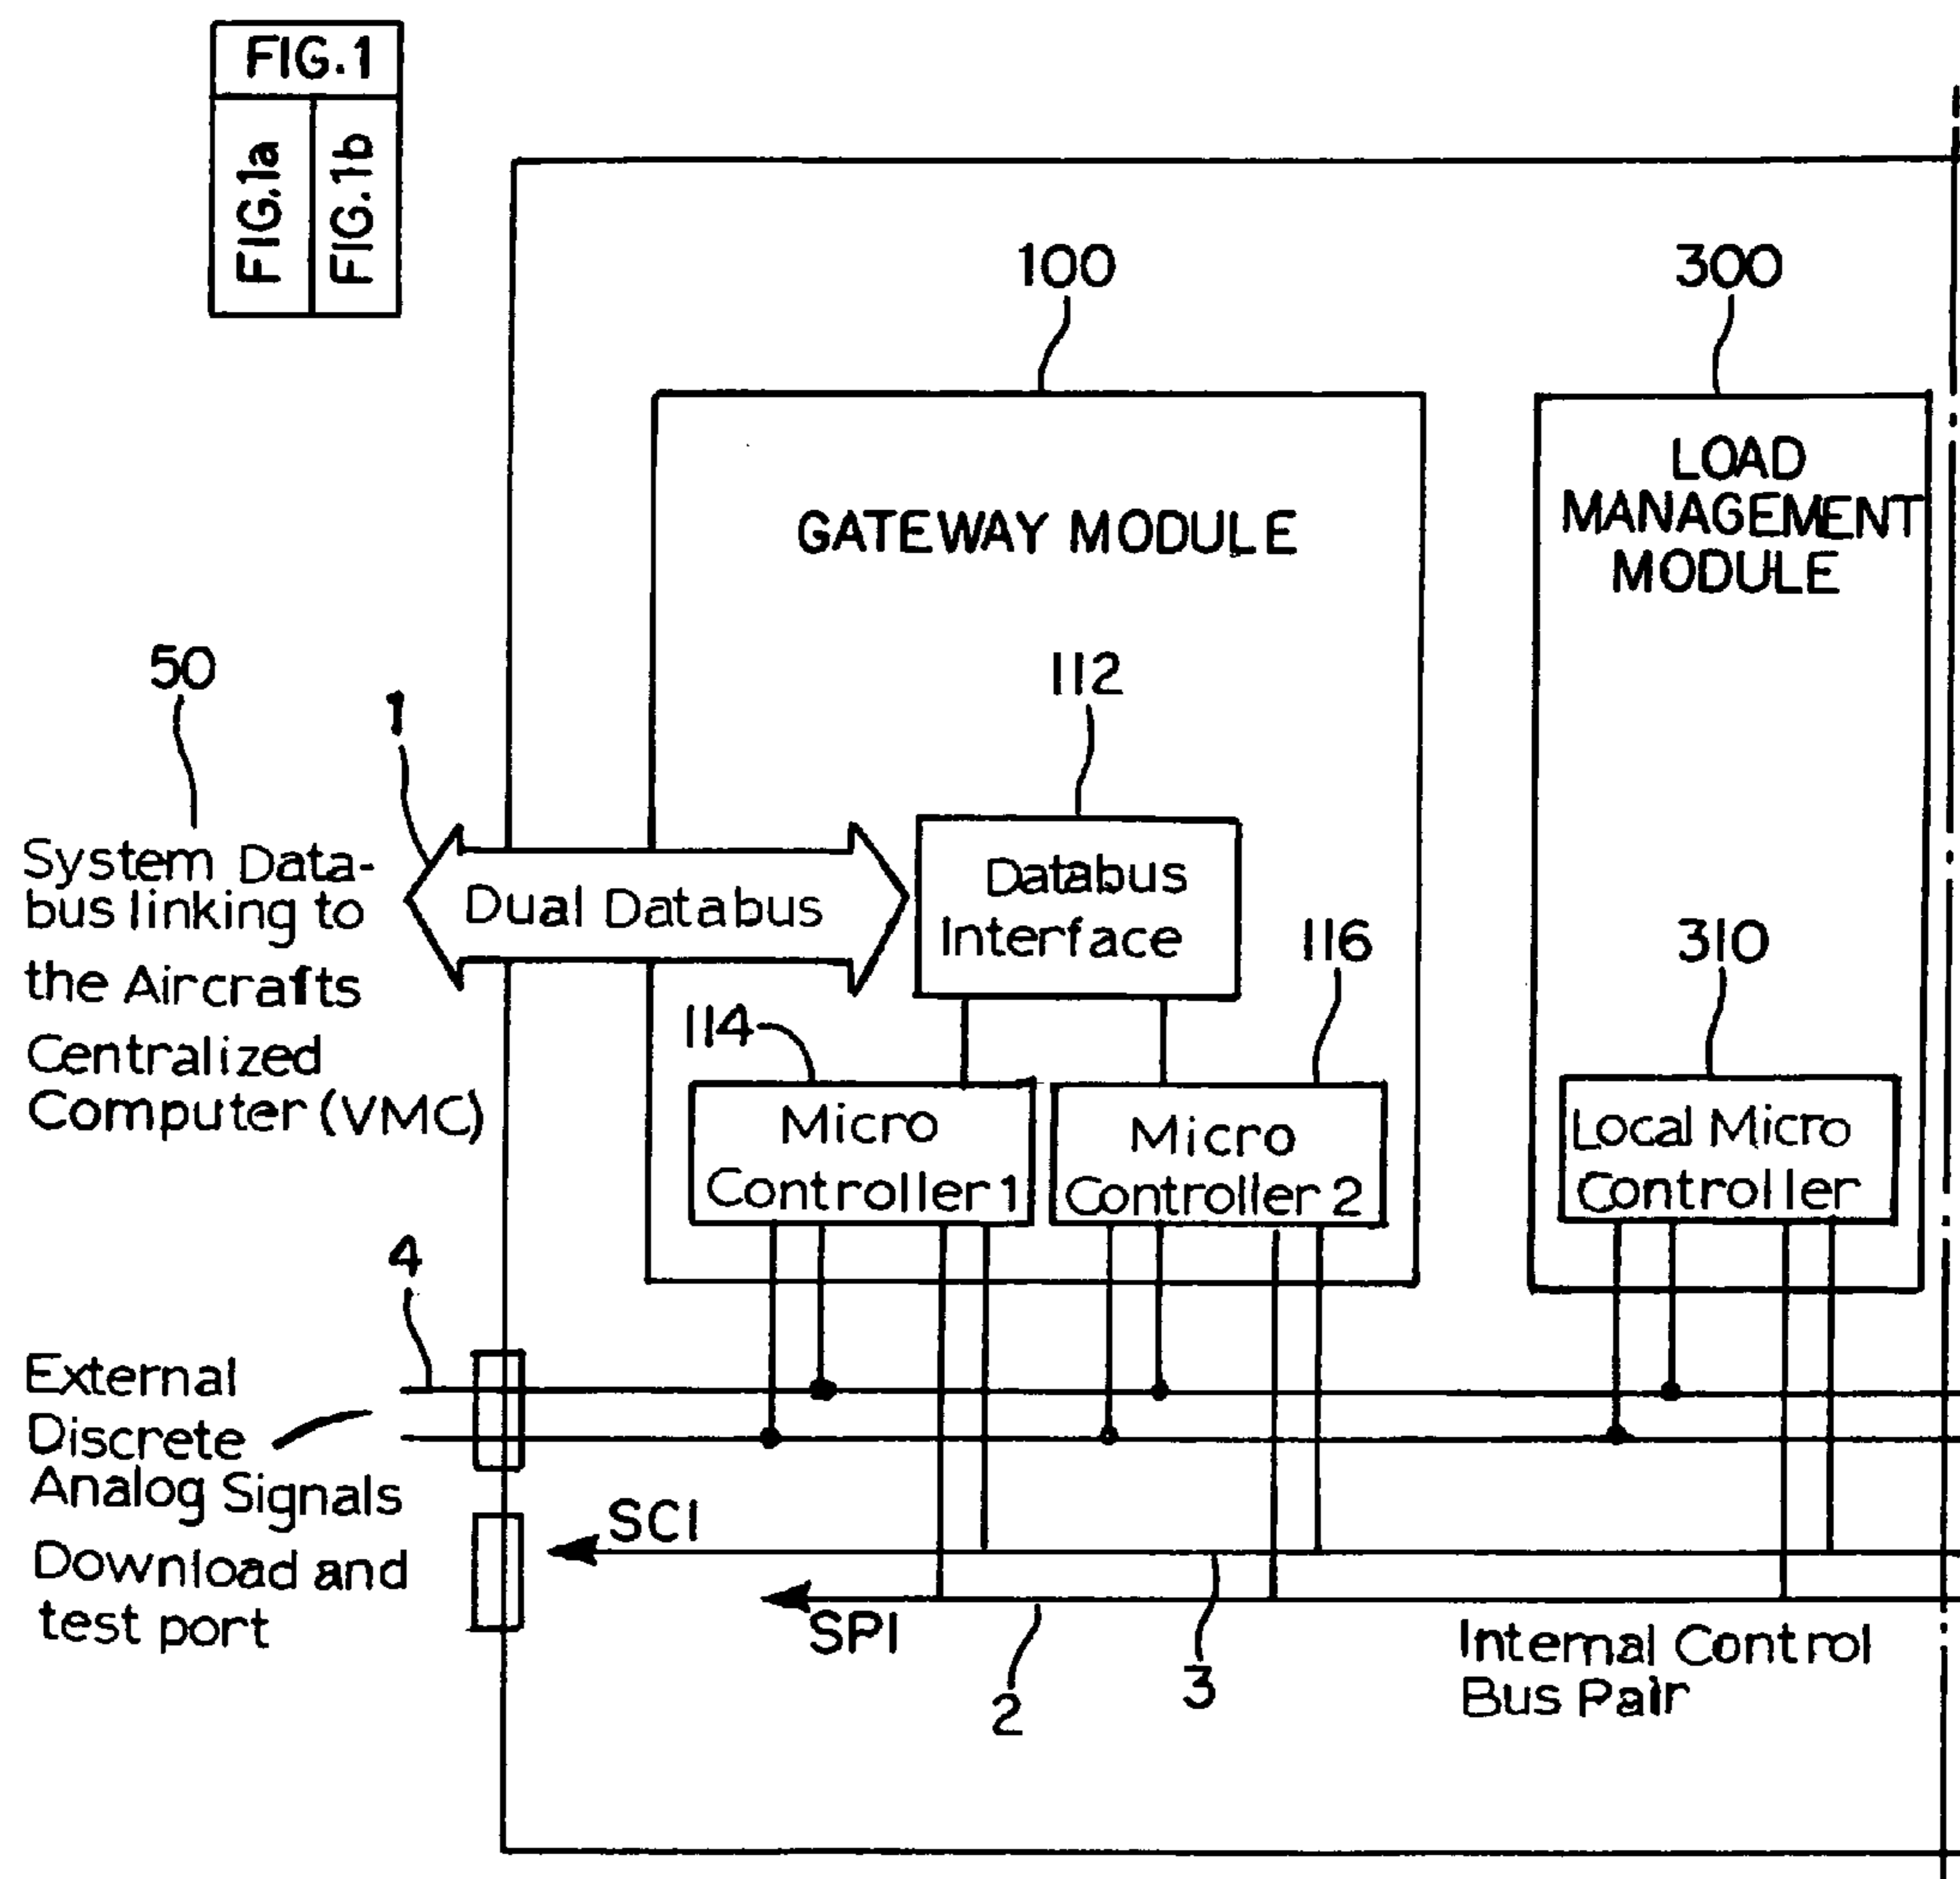 FIG.1
FIG.1a
FIG.1b
100
300
GATEWAY MODULE
LOAD
MANAGEMENT
MODULE
50
1
112
System Data-
bus linking to
the Aircrafts
Centralized
Computer (VMC)
Dual Databus
Databus
Interface
116
310
114
Micro
Controller 1
Micro
Controller 2
Local Micro
Controller
4
External
Discrete
Analog Signals
SCI
Download and
test port
SPI
2
3
Internal Control
Bus Pair